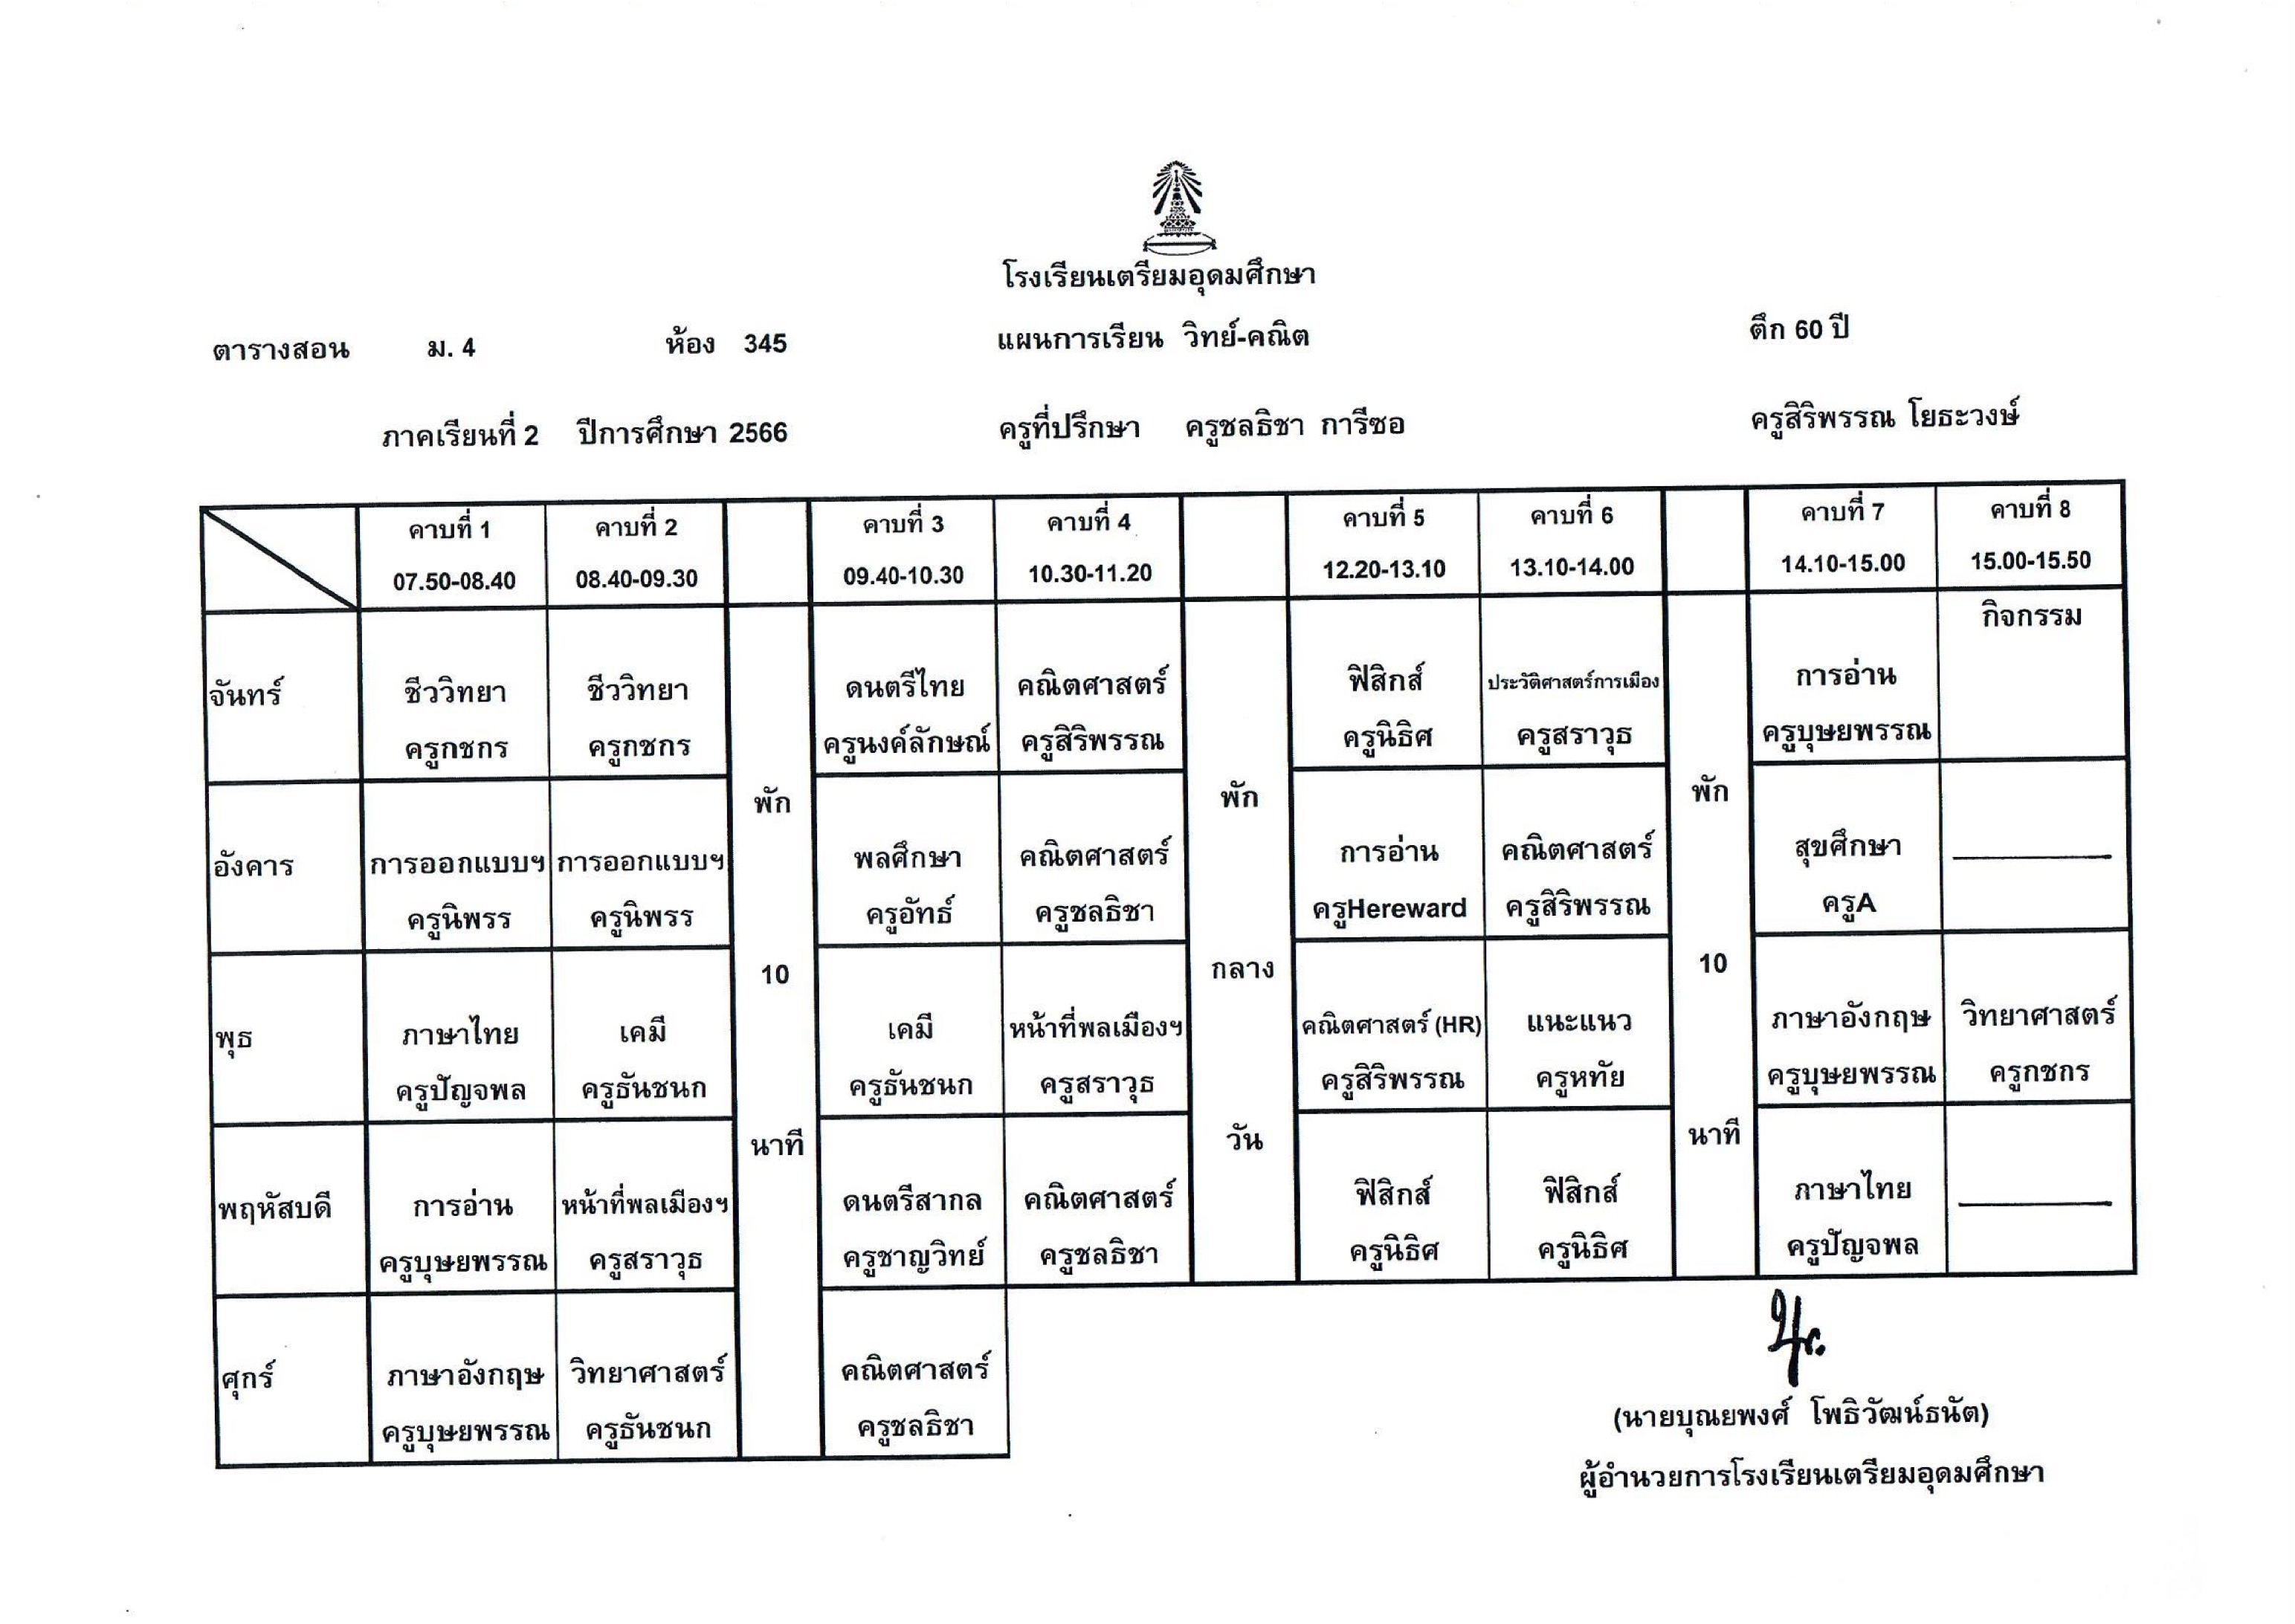 โรงเรียนเตรียมอุดมศึกษา
ตารางสอน ม. 4 ห้อง 345 แผนการเรียน วิทย์-คณิต ตึก 60 ปี
ภาคเรียนที่ 2 ปีการศึกษา 2566 ครูที่ปรึกษา ครูชลธิชา การีซอ ครูสิริพรรณ โยธะวงษ์
คาบที่ 1 คาบที่ 2 คาบที่ 3 คาบที่ 4 คาบที่ 5 คาบที่ 6 คาบที่ 7 คาบที่ 8
07.50-08.40 08.40-09.30 09.40-10.30 10.30-11.20 12.20-13.10 13.10-14.00 14.10-15.00 15.00-15.50
กิจกรรม
จันทร์ ชีววิทยา ชีววิทยา ดนตรีไทย คณิตศาสตร์ ฟิสิกส์ ประวัติศาสตร์การเมือง การอ่าน
ครูกชกร ครูกชกร ครูนงค์ลักษณ์ ครูสิริพรรณ ครูนิธิศ ครูสราวุธ ครูบุษยพรรณ
พัก พัก พัก
อังคาร การออกแบบฯ การออกแบบฯ พลศึกษา คณิตศาสตร์ การอ่าน คณิตศาสตร์ สุขศึกษา
ครูนิพรร ครูนิพรร ครูอัทธ์ ครูชลธิชา ครูHereward ครูสิริพรรณ ครูA
10 กลาง 10
พุธ ภาษาไทย เคมี เคมี หน้าที่พลเมืองฯ คณิตศาสตร์ (HR) แนะแนว ภาษาอังกฤษ วิทยาศาสตร์
ครูปัญจพล ครูธันชนก ครูธันชนก ครูสราวุธ ครูสิริพรรณ ครูหทัย ครูบุษยพรรณ ครูกชกร
นาที วัน นาที
พฤหัสบดี การอ่าน หน้าที่พลเมืองฯ ดนตรีสากล คณิตศาสตร์ ฟิสิกส์ ฟิสิกส์ ภาษาไทย
ครูบุษยพรรณ ครูสราวุธ ครูชาญวิทย์ ครูชลธิชา ครูนิธิศ ครูนิธิศ ครูปัญจพล
ศุกร์ ภาษาอังกฤษ วิทยาศาสตร์ คณิตศาสตร์
ครูบุษยพรรณ ครูธันชนก ครูชลธิชา
(นายบุณยพงศ์ โพธิวัฒน์ธนัต)
ผู้อำนวยการโรงเรียนเตรียมอุดมศึกษา